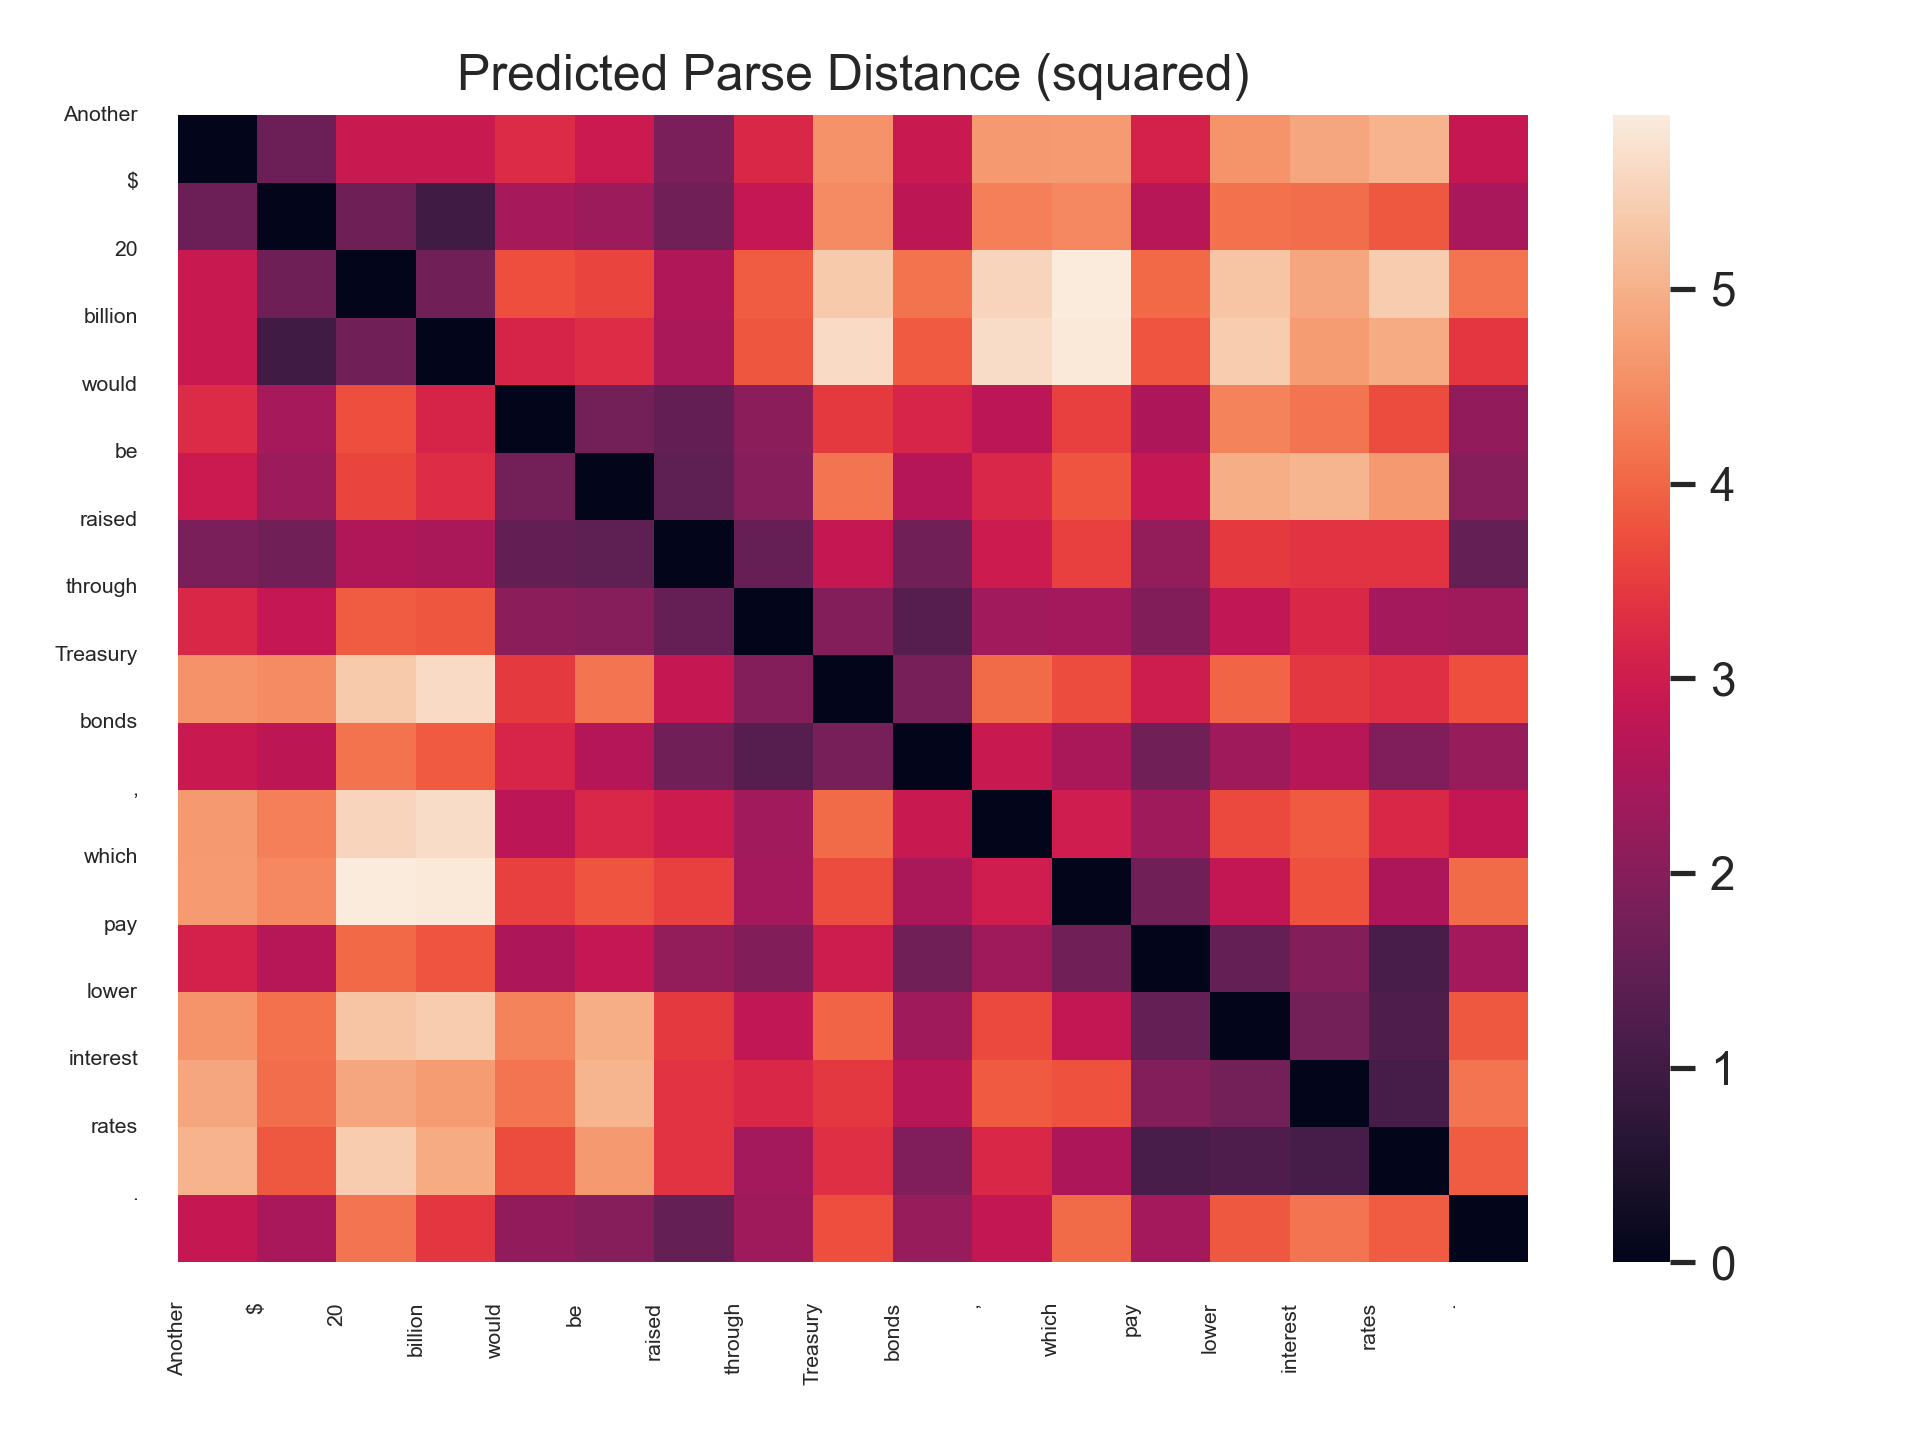 Predicted Parse Distance (squared)
Another
$
20
billion
would
be
raised
through
Treasury
bonds
,
which
pay
lower
interest
rates
.
Another
$
20
billion
would
be
raised
through
Treasury
bonds
,
which
pay
lower
interest
rates
.
5
4
3
2
1
0